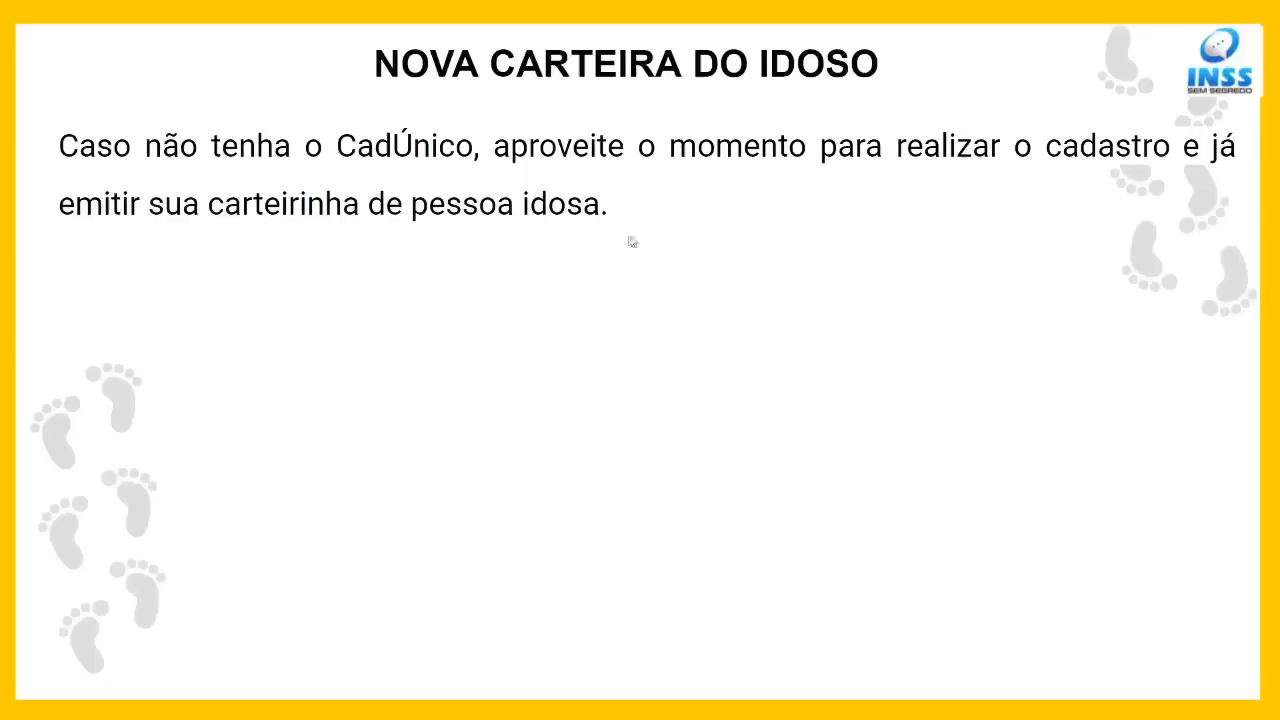 NOVA CARTEIRA DO IDOSO
INSS
SEM SEGREDO
Caso não tenha o CadÚnico, aproveite o momento para realizar o cadastro e já
emitir sua carteirinha de pessoa idosa.